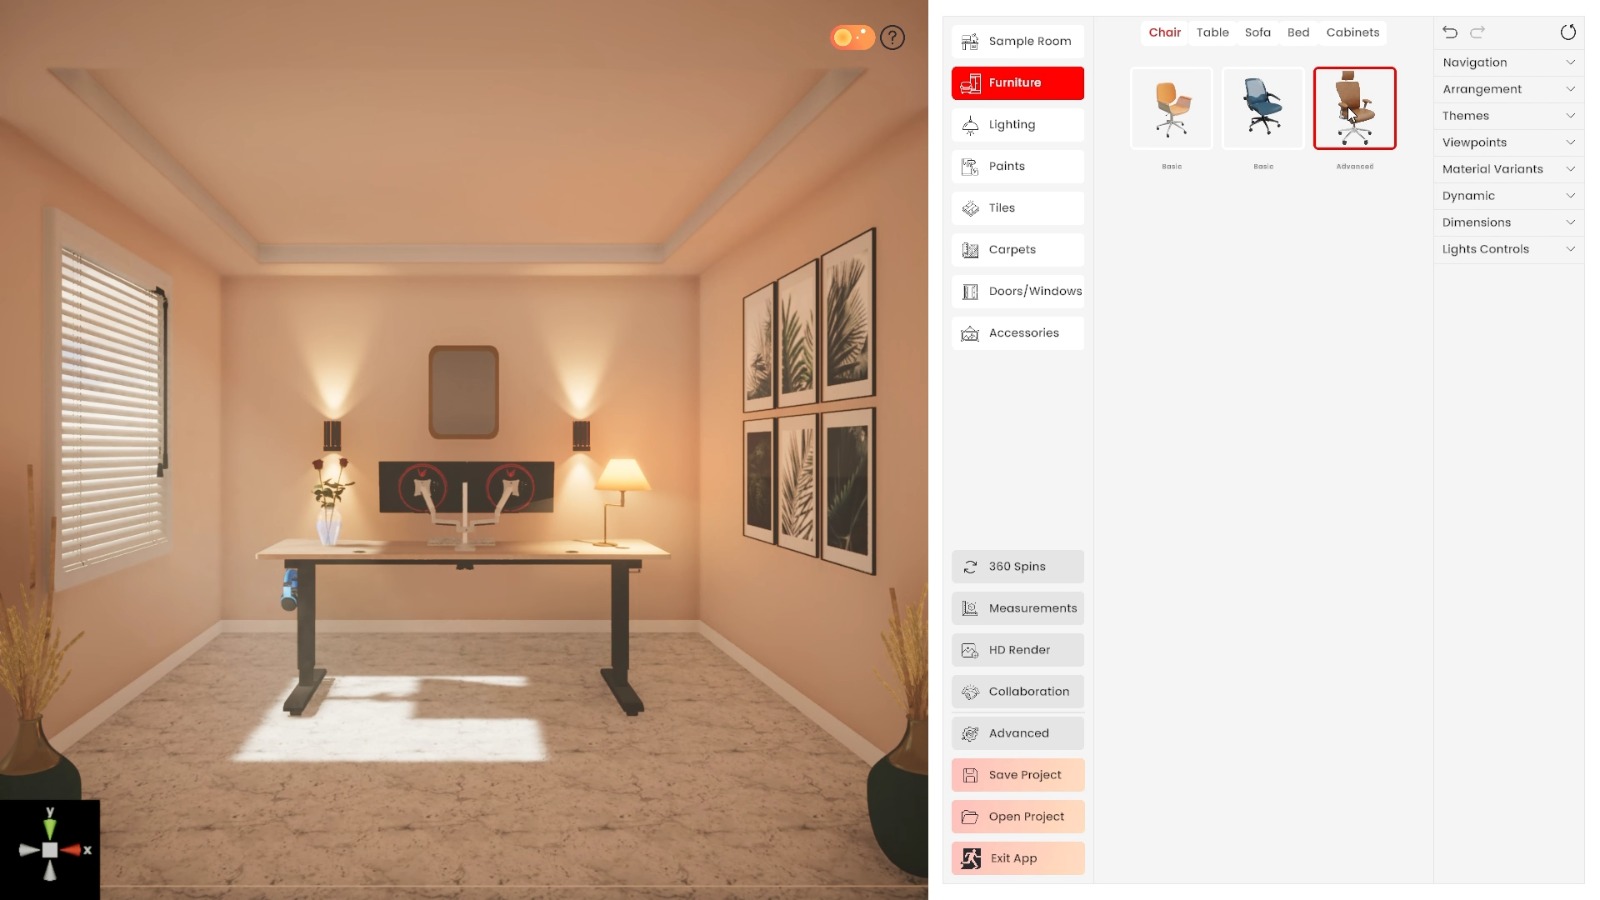 ?
Sample Room
Furniture
Lighting
Paints
Tiles
Carpets
Doors/Windows
Accessories
360 Spins
Measurements
HD Render
Collaboration
Advanced
Save Project
Open Project
Exit App
Chair Table Sofa Bed Cabinets
Basic Basic Advanced
Navigation
Arrangement
Themes
Viewpoints
Material Variants
Dynamic
Dimensions
Lights Controls
y
x